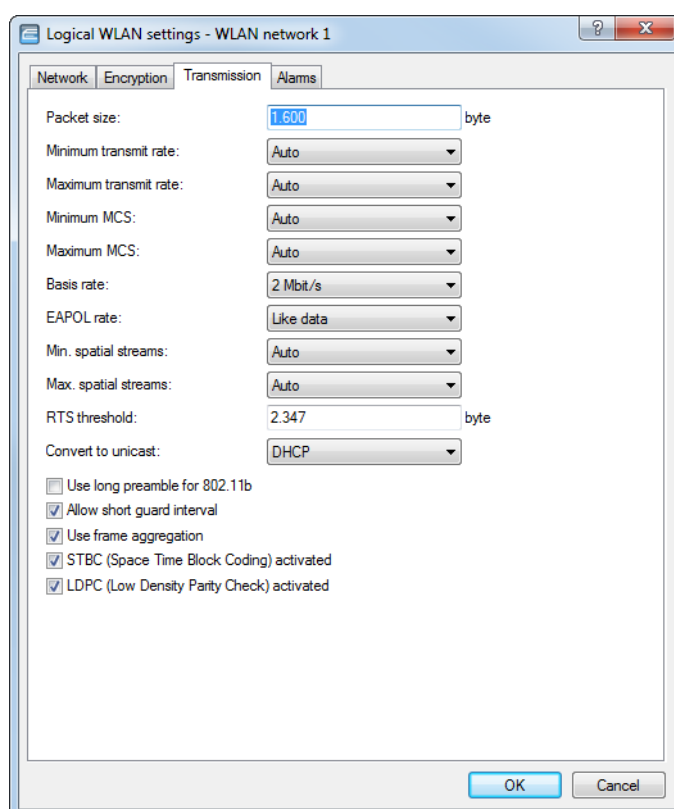 Logical WLAN settings - WLAN network 1
Network Encryption Transmission Alarms
Packet size: 1.600 byte
Minimum transmit rate: Auto
Maximum transmit rate: Auto
Minimum MCS: Auto
Maximum MCS: Auto
Basis rate: 2 Mbit/s
EAPOL rate: Like data
Min. spatial streams: Auto
Max. spatial streams: Auto
RTS threshold: 2.347 byte
Convert to unicast: DHCP
Use long preamble for 802.11b
Allow short guard interval
Use frame aggregation
STBC (Space Time Block Coding) activated
LDPC (Low Density Parity Check) activated
OK Cancel